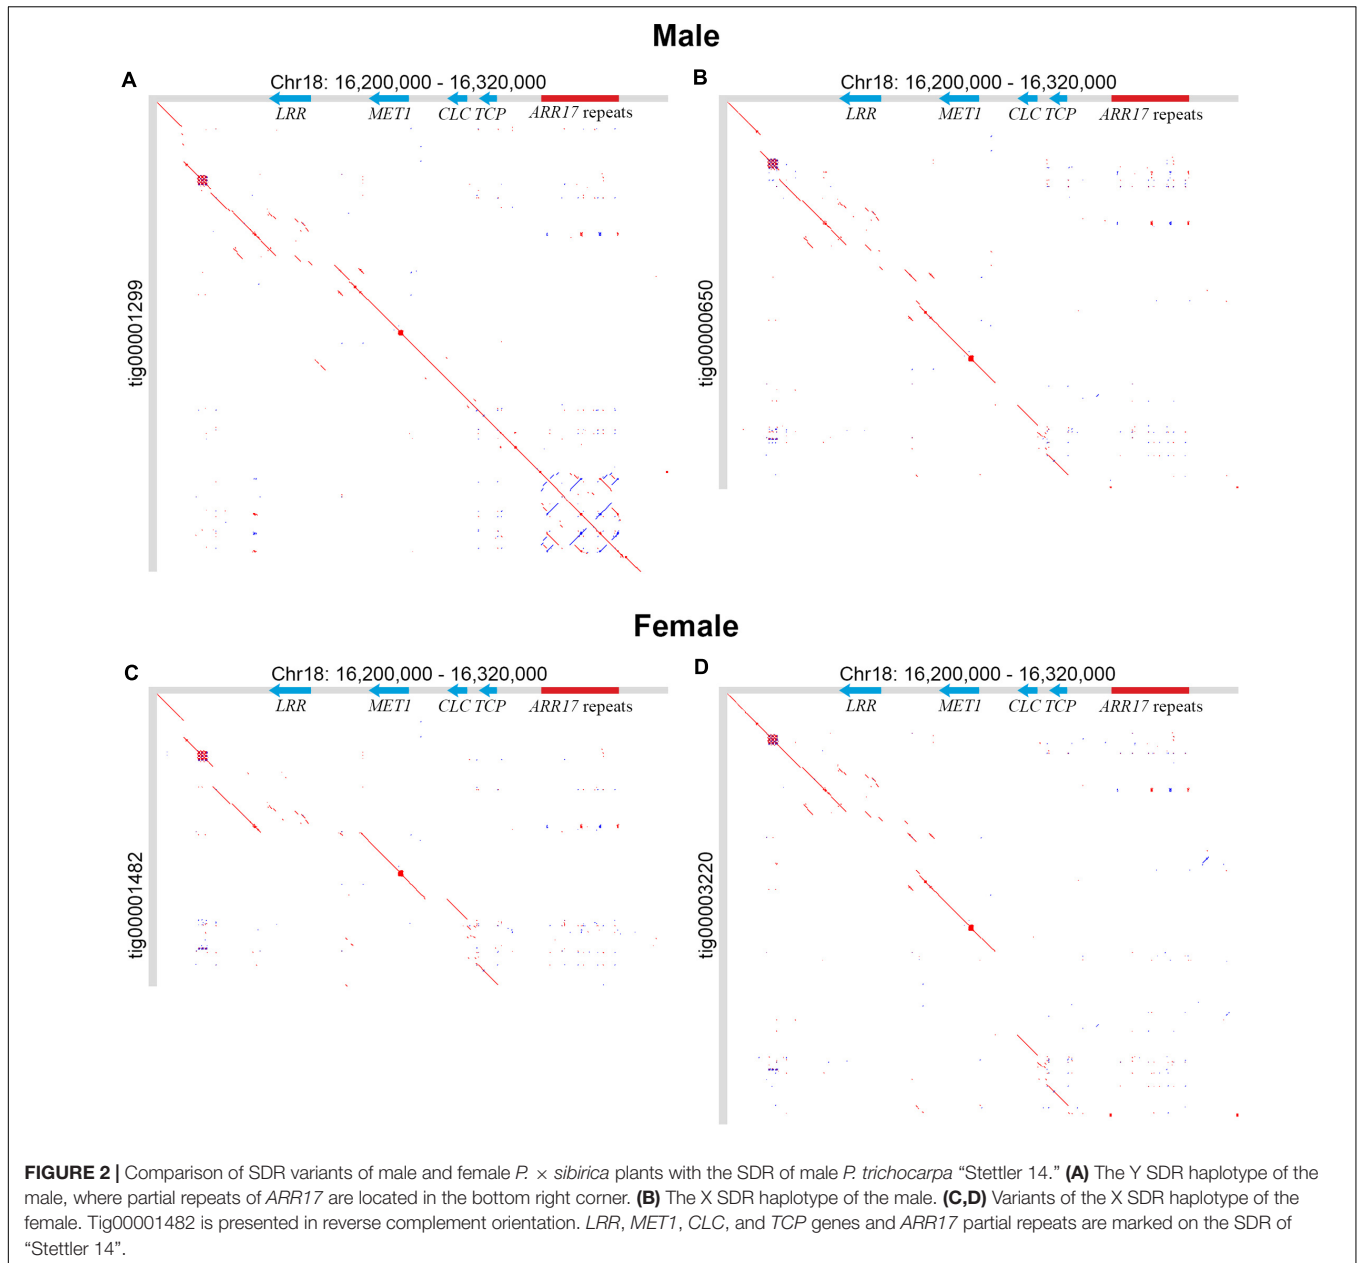 Male
A
Chr18: 16,200,000 - 16,320,000
LRR MET1 CLC TCP ARR17 repeats
tig00001299
B
Chr18: 16,200,000 - 16,320,000
LRR MET1 CLC TCP ARR17 repeats
tig00000650
Female
C
Chr18: 16,200,000 - 16,320,000
LRR MET1 CLC TCP ARR17 repeats
tig00001482
D
Chr18: 16,200,000 - 16,320,000
LRR MET1 CLC TCP ARR17 repeats
tig00003220
FIGURE 2 | Comparison of SDR variants of male and female P. × sibirica plants with the SDR of male P. trichocarpa “Stettler 14.” (A) The Y SDR haplotype of the
male, where partial repeats of ARR17 are located in the bottom right corner. (B) The X SDR haplotype of the male. (C,D) Variants of the X SDR haplotype of the
female. Tig00001482 is presented in reverse complement orientation. LRR, MET1, CLC, and TCP genes and ARR17 partial repeats are marked on the SDR of
“Stettler 14”.